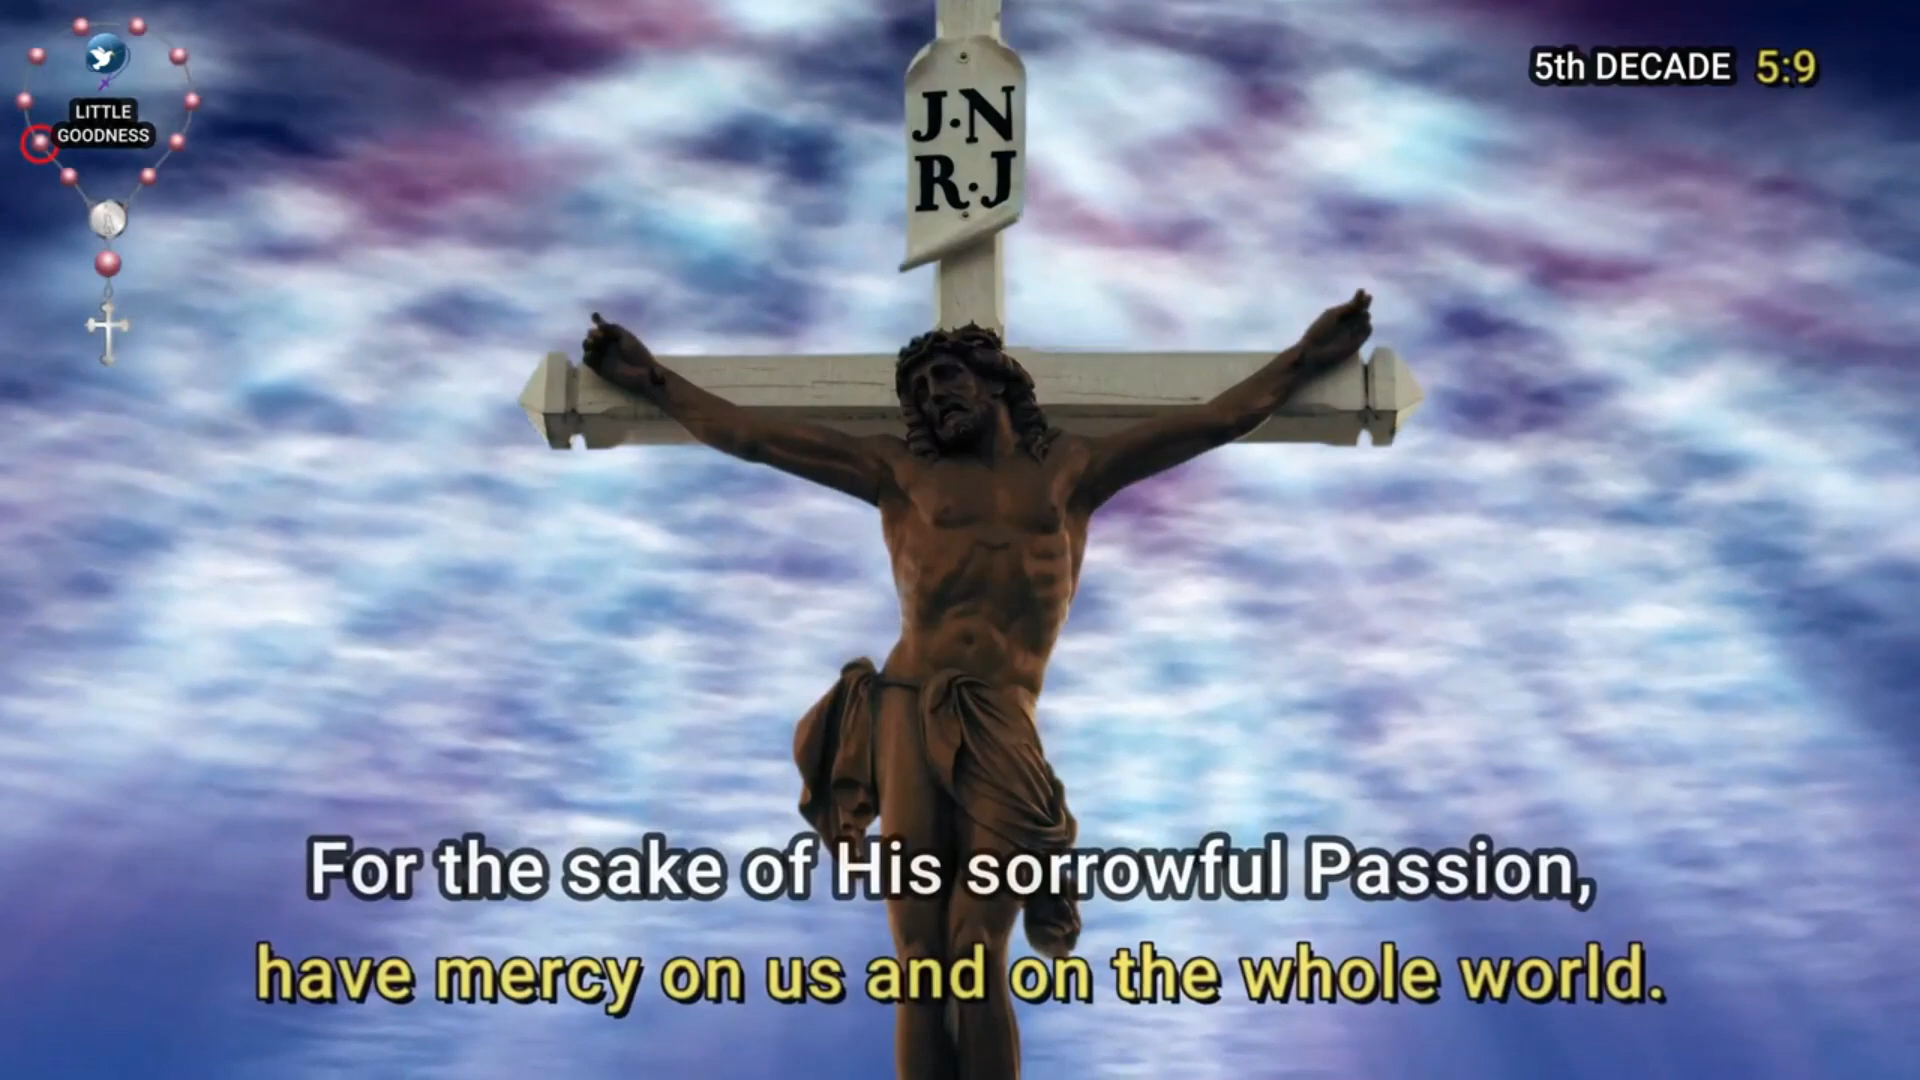 LITTLE
GOODNESS
J·N
R·J
5th DECADE 5:9
For the sake of His sorrowful Passion,
have mercy on us and on the whole world.